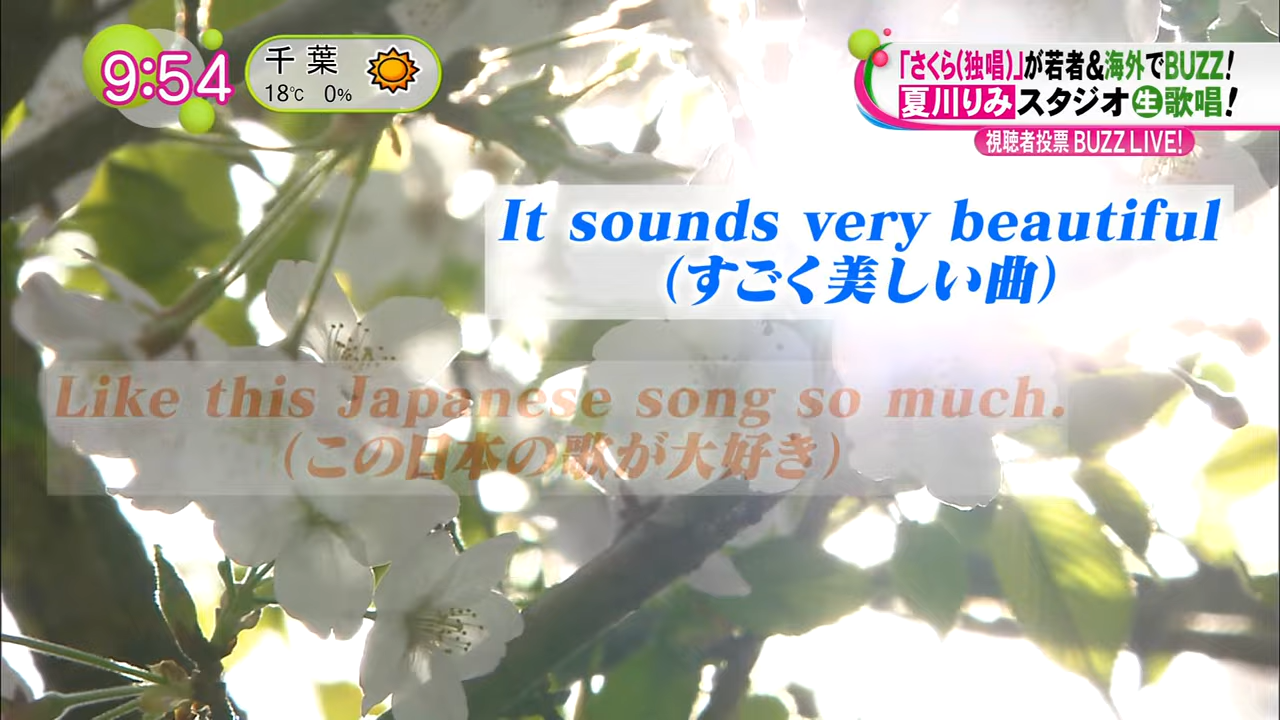 9:54
千葉
18℃ 0%
「さくら(独唱)」が若者&海外でBUZZ!
夏川りみスタジオ生歌唱!
視聴者投票 BUZZ LIVE!
It sounds very beautiful
(すごく美しい曲)
Like this Japanese song so much.
(この日本の歌が大好き)